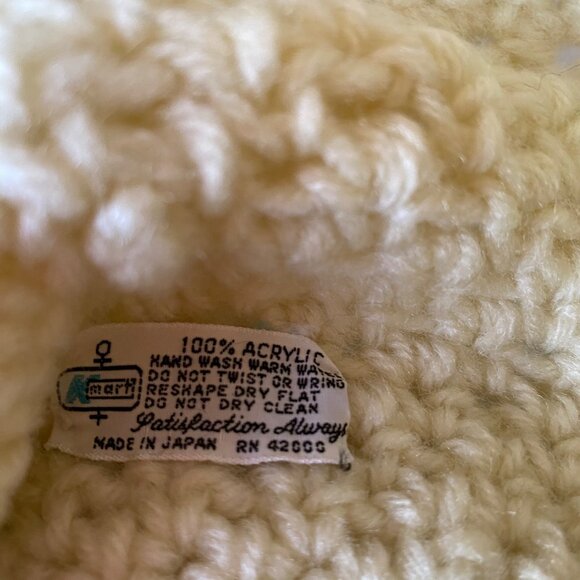 100% ACRYLIC
HAND WASH WARM WATER
Kmart
DO NOT TWIST OR WRING
RESHAPE DRY FLAT
DO NOT DRY CLEAN
Satisfaction Always
MADE IN JAPAN RN 42000